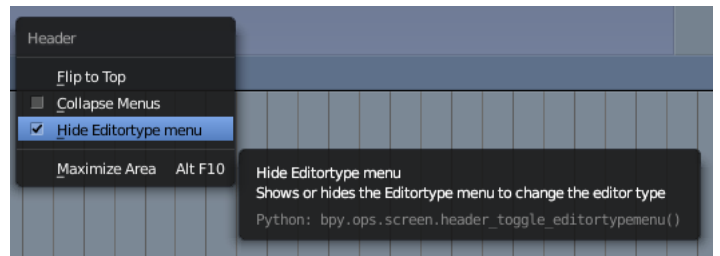 Header
Flip to Top
Collapse Menus
Hide Editortype menu
Maximize Area Alt F10
Hide Editortype menu
Shows or hides the Editortype menu to change the editor type
Python: bpy.ops.screen.header_toggle_editortypemenu()